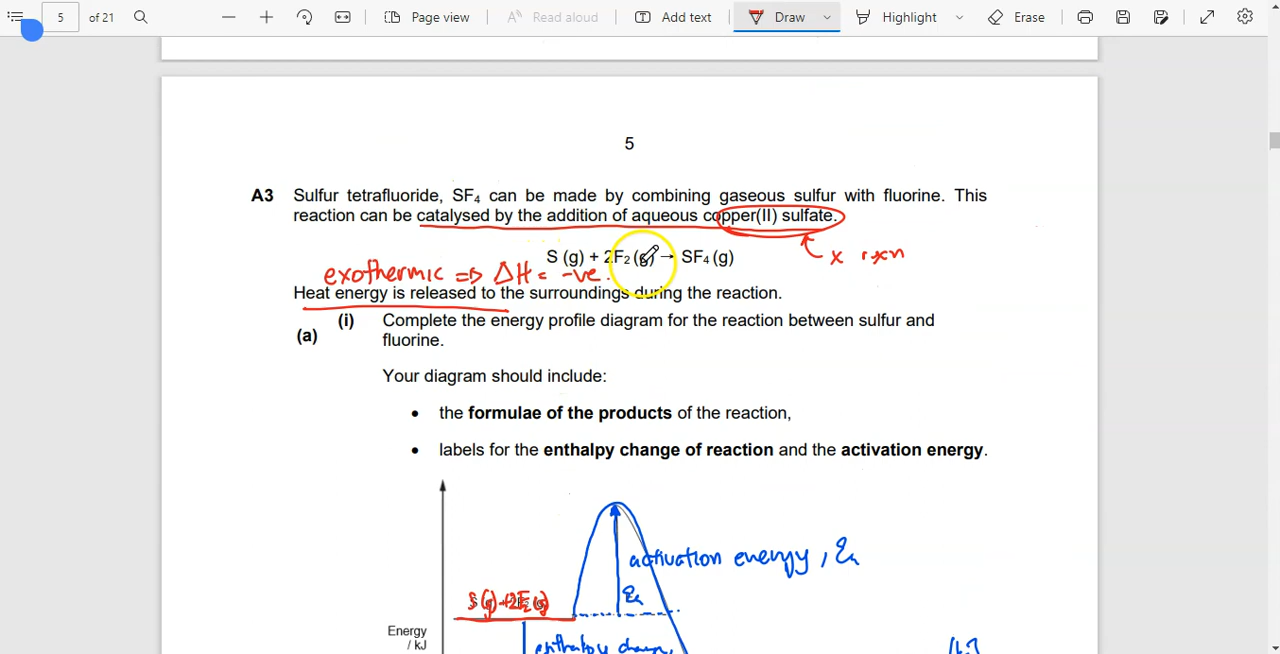 5 of 21 Page view Read aloud Add text Draw Highlight Erase
5
A3 Sulfur tetrafluoride, SF₄ can be made by combining gaseous sulfur with fluorine. This
reaction can be catalysed by the addition of aqueous copper(II) sulfate.
S (g) + 2F₂ (g) → SF₄ (g)
x rxn
exothermic => ΔH = -ve.
Heat energy is released to the surroundings during the reaction.
(a) (i) Complete the energy profile diagram for the reaction between sulfur and
fluorine.
Your diagram should include:
• the formulae of the products of the reaction,
• labels for the enthalpy change of reaction and the activation energy.
activation energy, Ea
Ea
S(g)+2F₂(g)
Energy
/ kJ
enthalpy change,